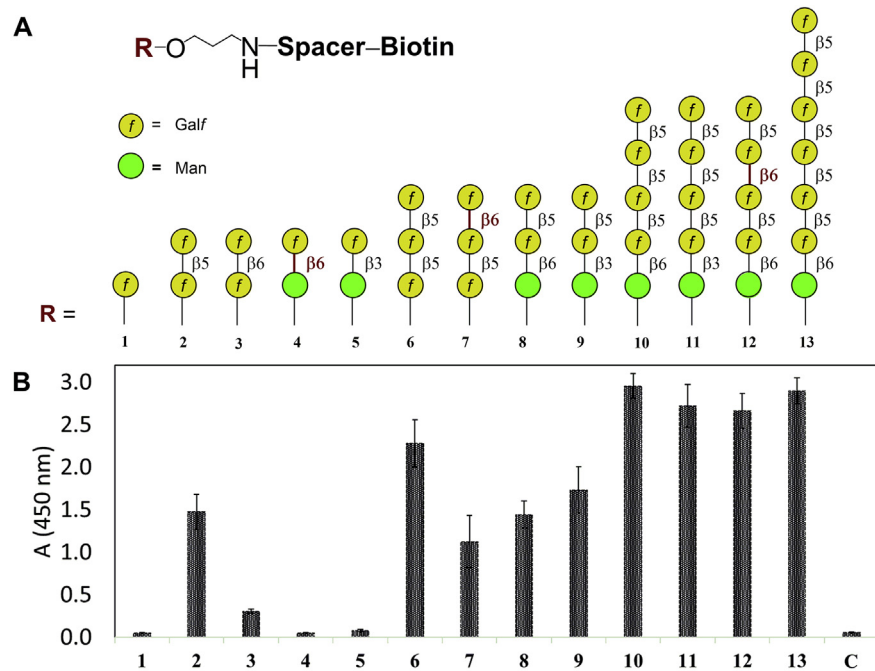 A
R–O
N–Spacer–Biotin
H
f = Galf
= Man
f
f β5
f β5
f f f β5 f β5 f β5
f f f β5 f β5 f β6 f β5
f f f f f f β5 f β5 f β5 f β5
f f f β5 f β6 f β5 f β5 f β5 f β5 f β5 f β5
f f β5 f β6 β6 β3 f β5 f β5 β6 β3 β6 β3 β6 β6
R =
1 2 3 4 5 6 7 8 9 10 11 12 13
B
A (450 nm)
3.0
2.5
2.0
1.5
1.0
0.5
0.0
1 2 3 4 5 6 7 8 9 10 11 12 13 C